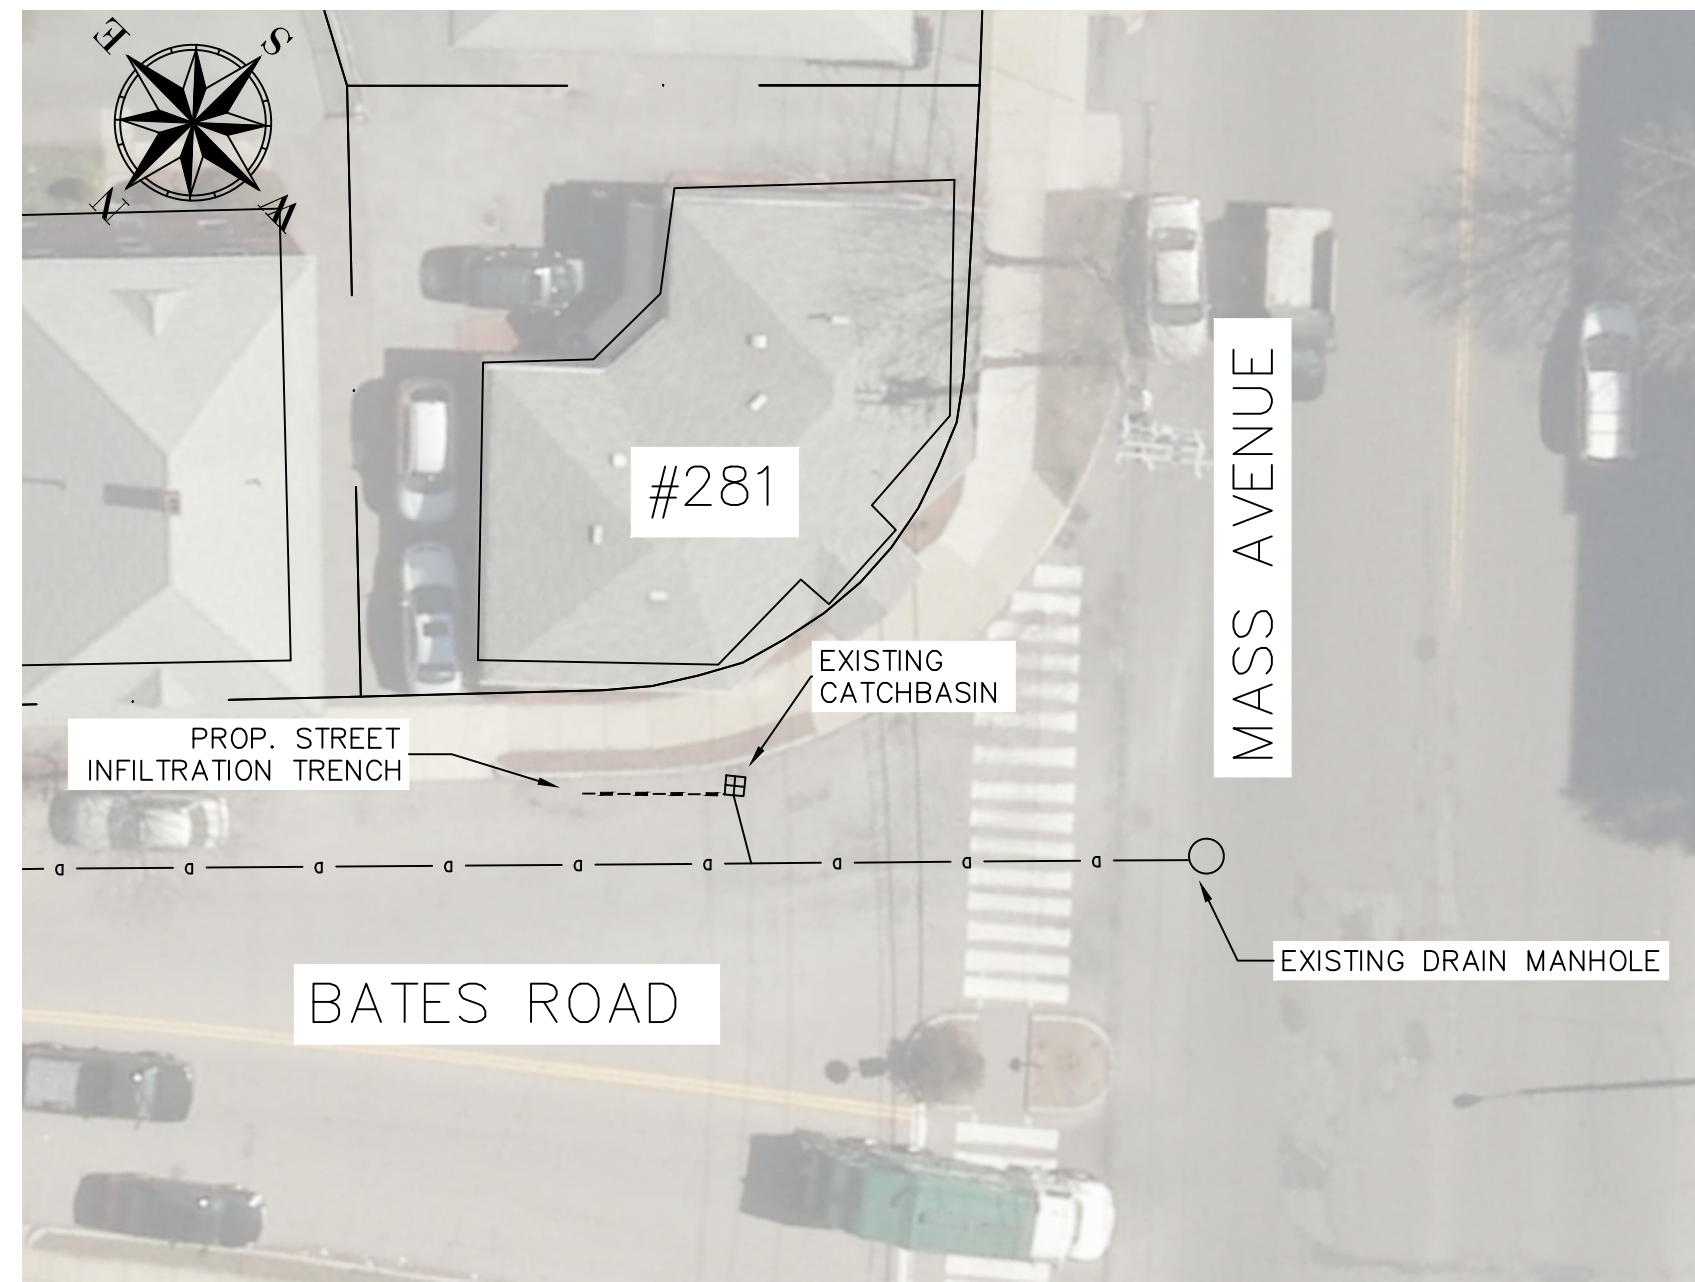 E S
N W
#281
MASS AVENUE
EXISTING
CATCHBASIN
PROP. STREET
INFILTRATION TRENCH
D D D D D D D D D
EXISTING DRAIN MANHOLE
BATES ROAD